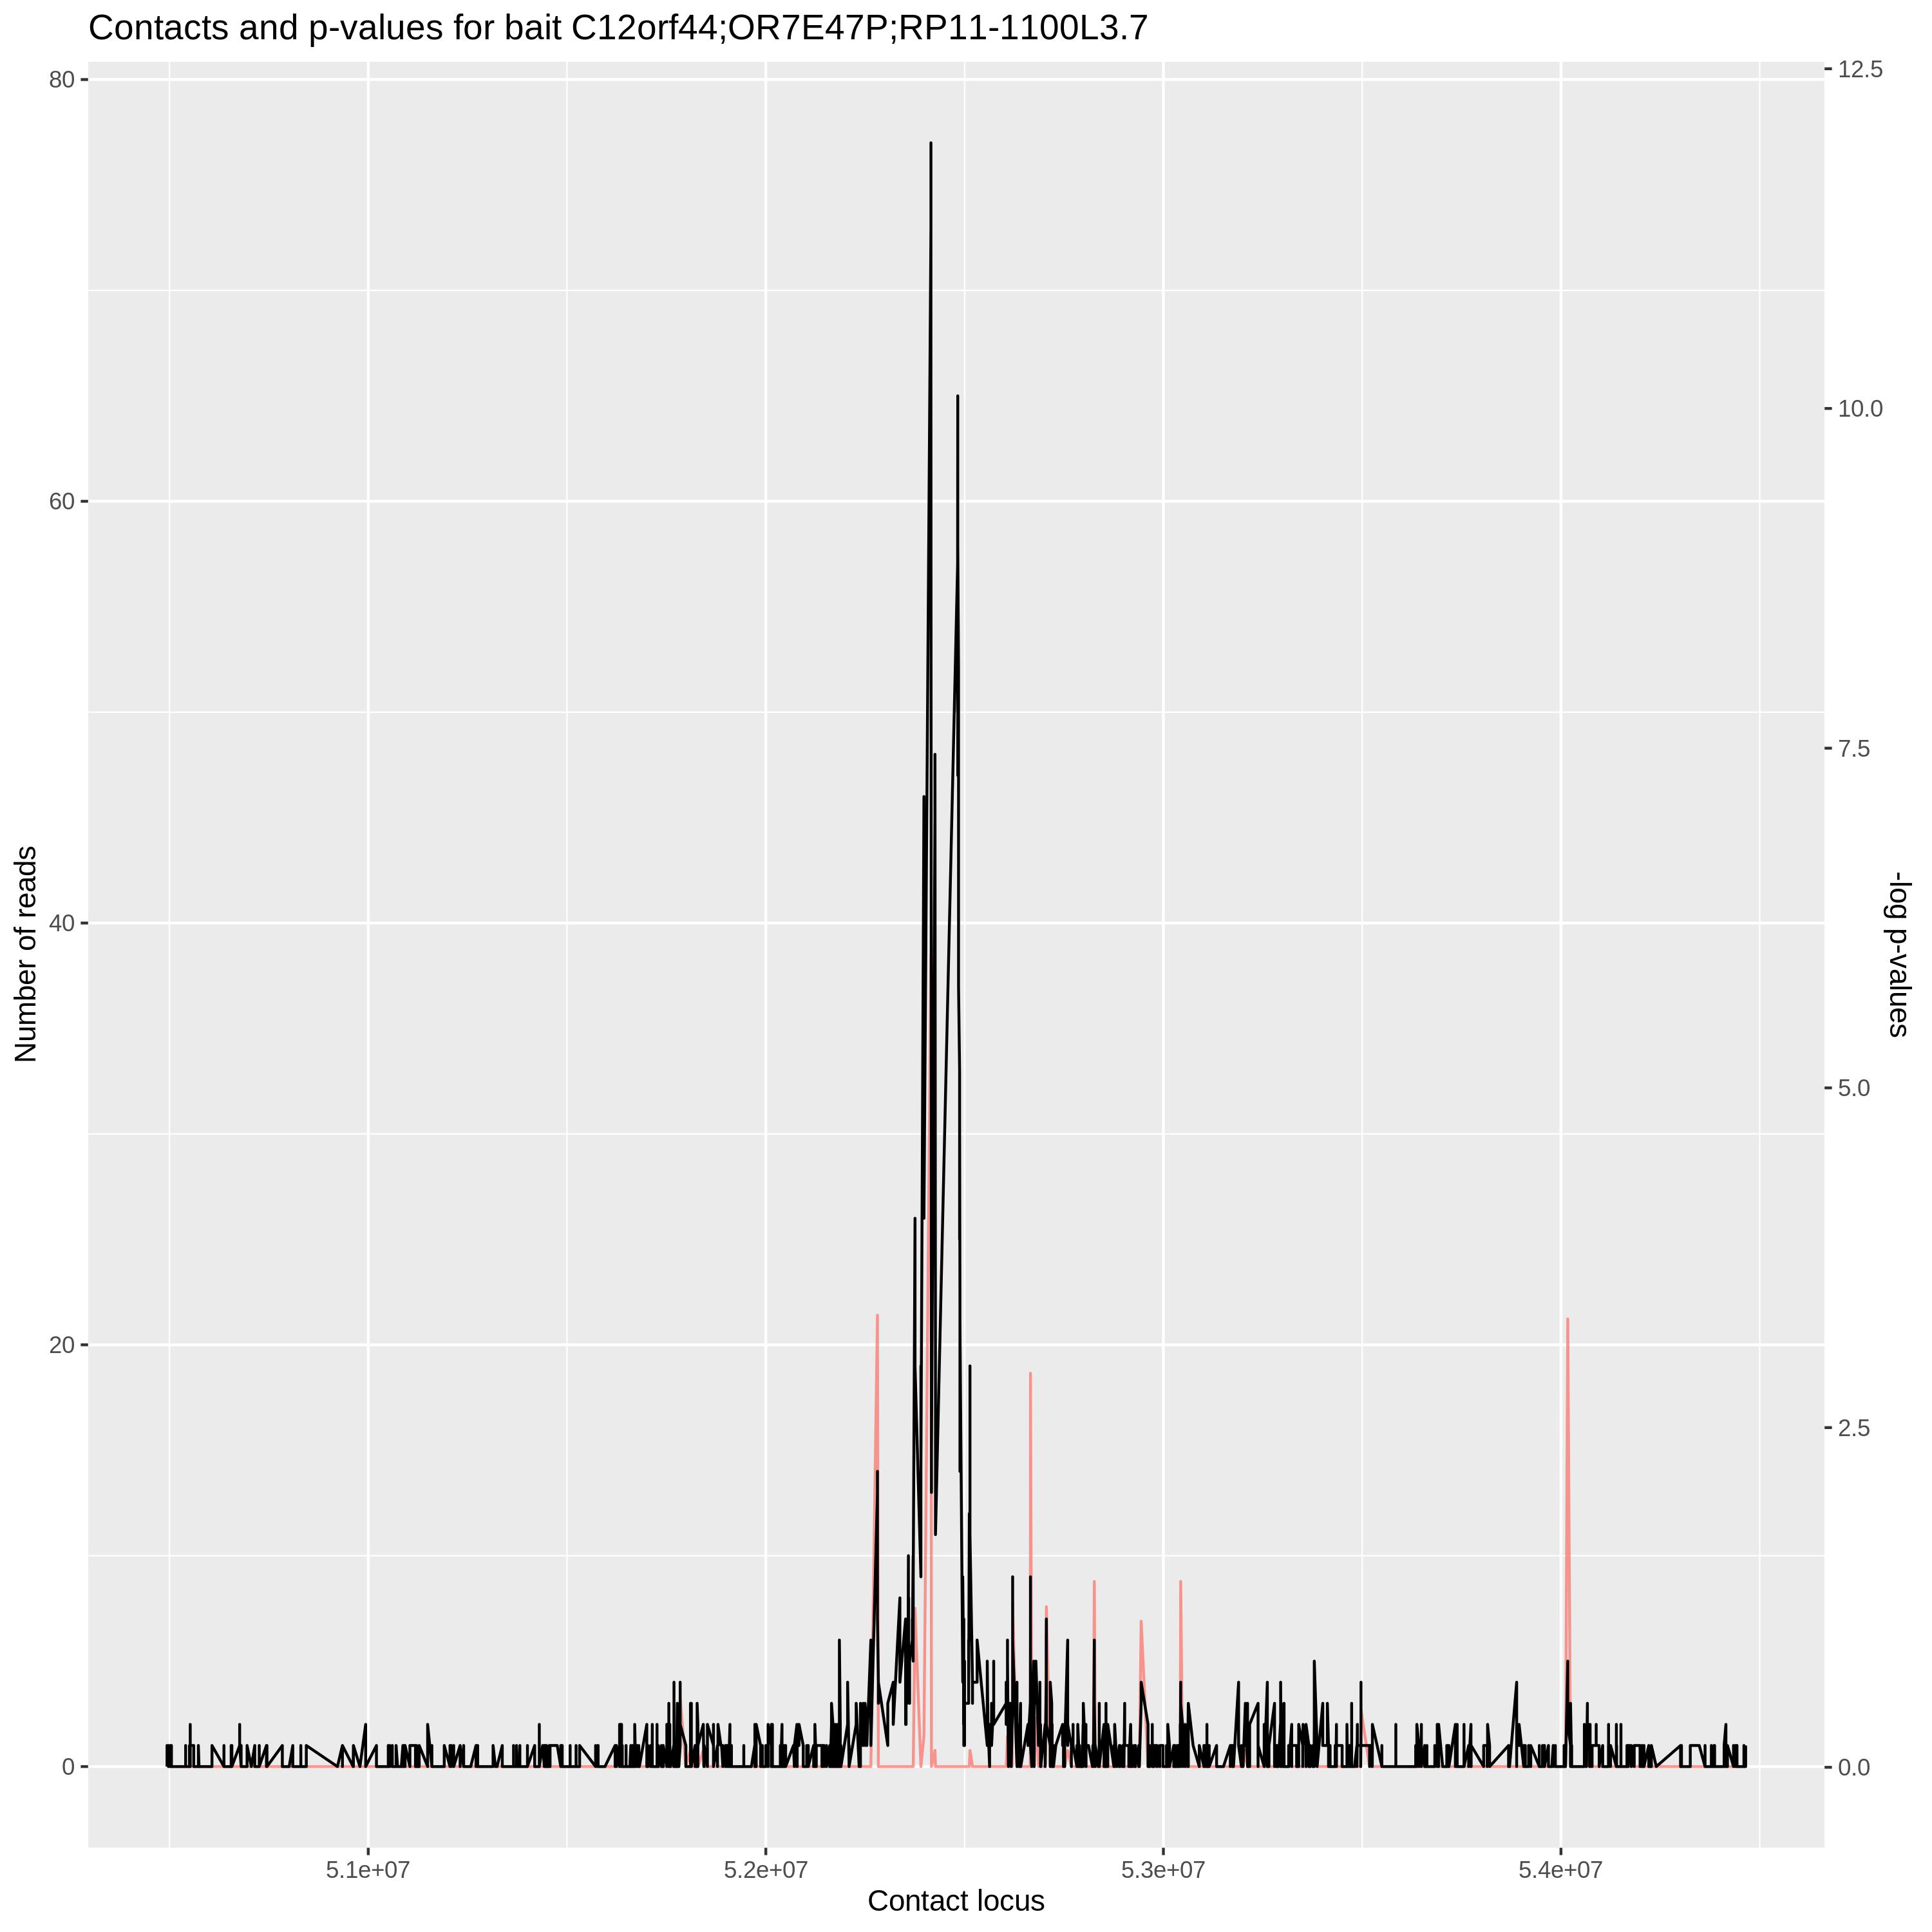 Contacts and p-values for bait C12orf44;OR7E47P;RP11-1100L3.7
80
60
40
20
0
Number of reads
12.5
10.0
7.5
5.0
2.5
0.0
-log p-values
5.1e+07 5.2e+07 5.3e+07 5.4e+07
Contact locus